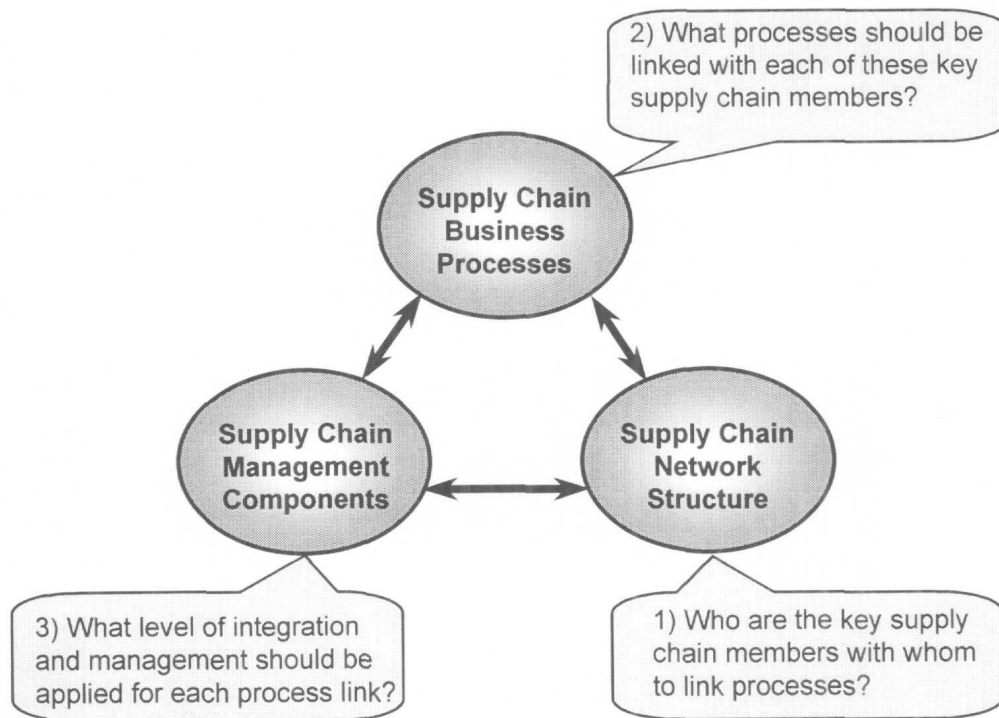 2) What processes should be
linked with each of these key
supply chain members?
Supply Chain
Business
Processes
Supply Chain
Management
Components
Supply Chain
Network
Structure
3) What level of integration
and management should be
applied for each process link?
1) Who are the key supply
chain members with whom
to link processes?